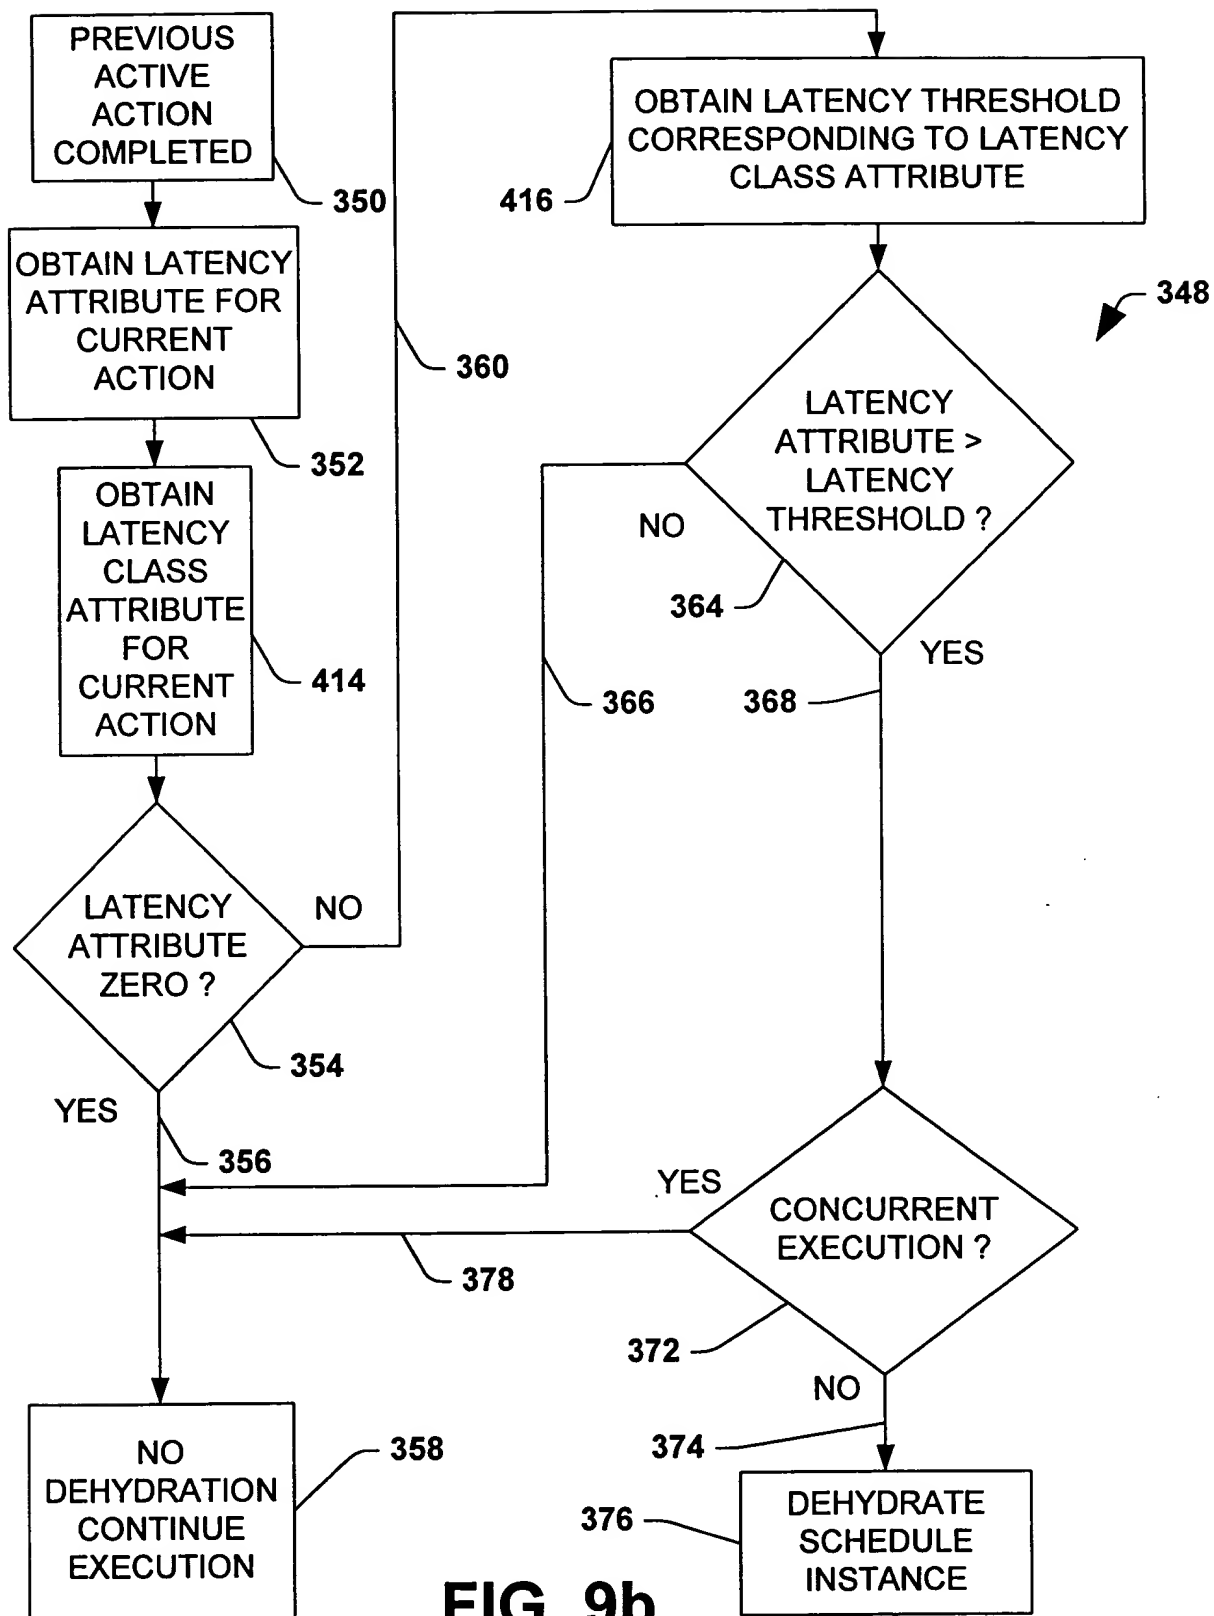 PREVIOUS
ACTIVE
ACTION
COMPLETED
350
OBTAIN LATENCY
ATTRIBUTE FOR
CURRENT
ACTION
352
OBTAIN
LATENCY
CLASS
ATTRIBUTE
FOR
CURRENT
ACTION
414
LATENCY
ATTRIBUTE
ZERO ?
NO
354
YES
356
360
OBTAIN LATENCY THRESHOLD
CORRESPONDING TO LATENCY
CLASS ATTRIBUTE
416
348
LATENCY
ATTRIBUTE >
LATENCY
THRESHOLD ?
NO
364
YES
366
368
CONCURRENT
EXECUTION ?
YES
378
372
NO
374
NO
DEHYDRATION
CONTINUE
EXECUTION
358
DEHYDRATE
SCHEDULE
INSTANCE
376
FIG. 9b